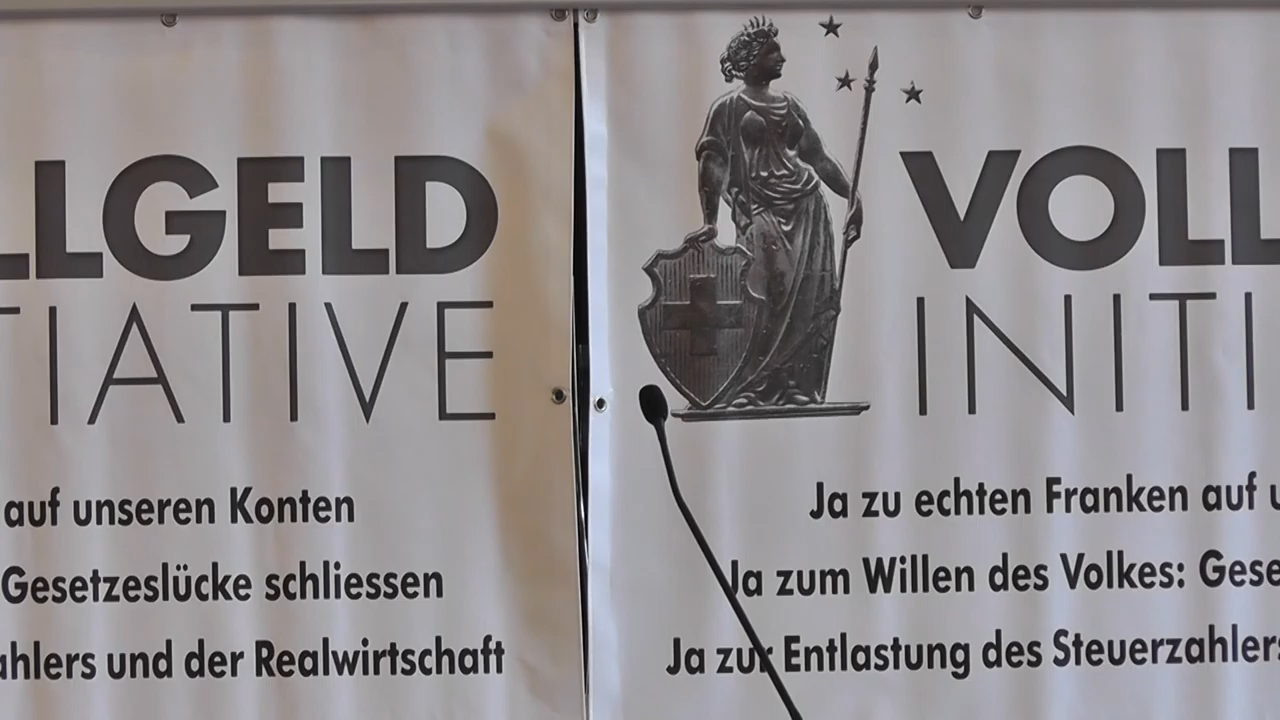 LLGELD
TIATIVE
auf unseren Konten
Gesetzeslücke schliessen
ahlers und der Realwirtschaft
VOLL
INITI
Ja zu echten Franken auf u
Ja zum Willen des Volkes: Gese
Ja zur Entlastung des Steuerzahlers